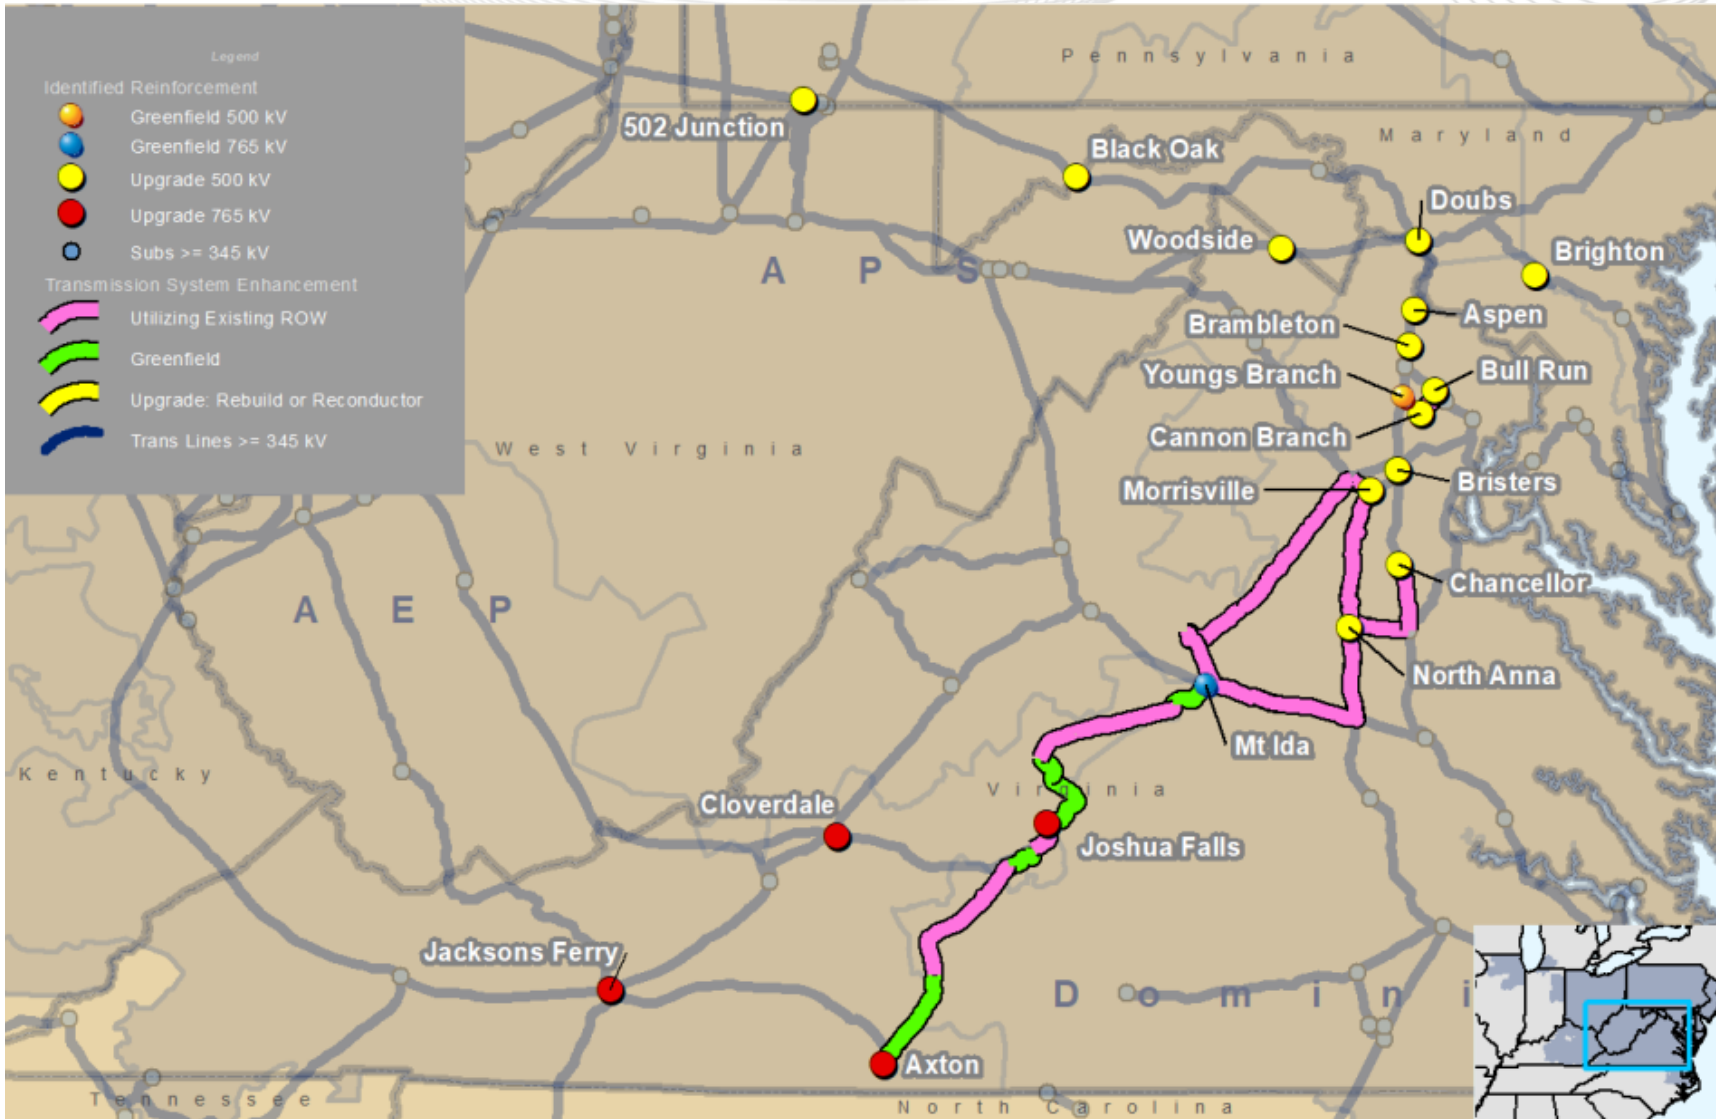 Legend
Identified Reinforcement
Greenfield 500 kV
Greenfield 765 kV
Upgrade 500 kV
Upgrade 765 kV
Subs >= 345 kV
Transmission System Enhancement
Utilizing Existing ROW
Greenfield
Upgrade: Rebuild or Reconductor
Trans Lines >= 345 kV
Pennsylvania
502 Junction
Maryland
Black Oak
Doubs
Woodside
Brighton
APS
Aspen
Brambleton
Youngs Branch
Bull Run
Cannon Branch
West Virginia
Bristers
Morrisville
Chancellor
AEP
North Anna
Mt Ida
Kentucky
Virginia
Cloverdale
Joshua Falls
Jacksons Ferry
Domini
Axton
Tennessee
North Carolina